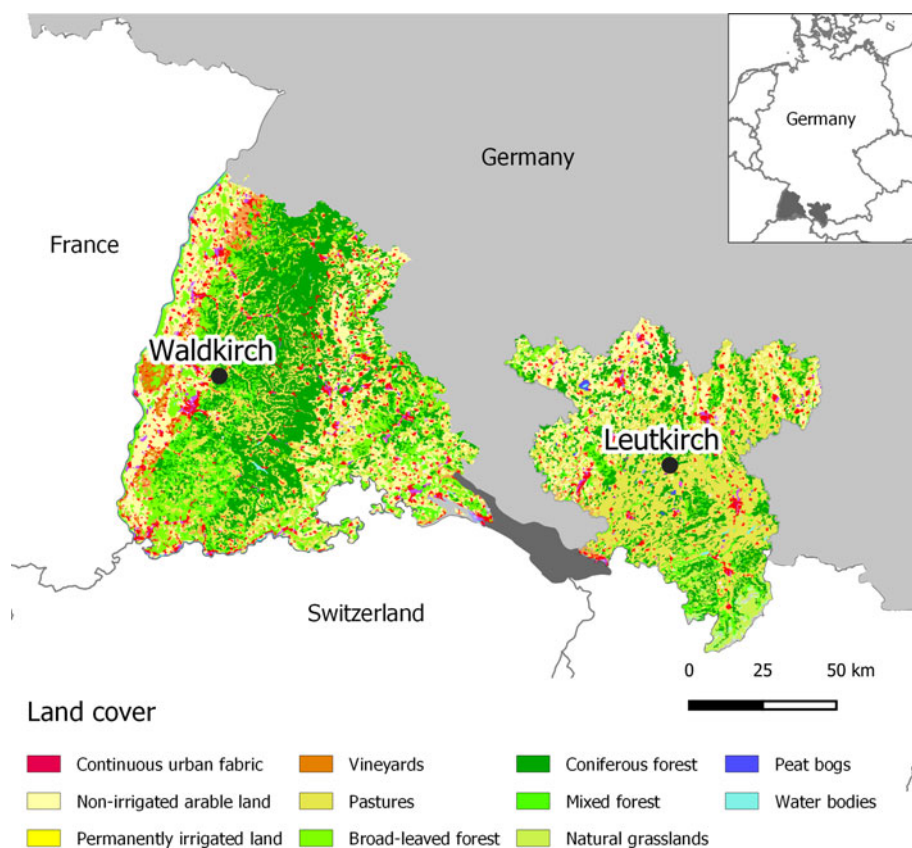 Germany
Germany
France
Waldkirch
Leutkirch
Switzerland
0 25 50 km
Land cover
Continuous urban fabric
Vineyards
Coniferous forest
Peat bogs
Non-irrigated arable land
Pastures
Mixed forest
Water bodies
Permanently irrigated land
Broad-leaved forest
Natural grasslands